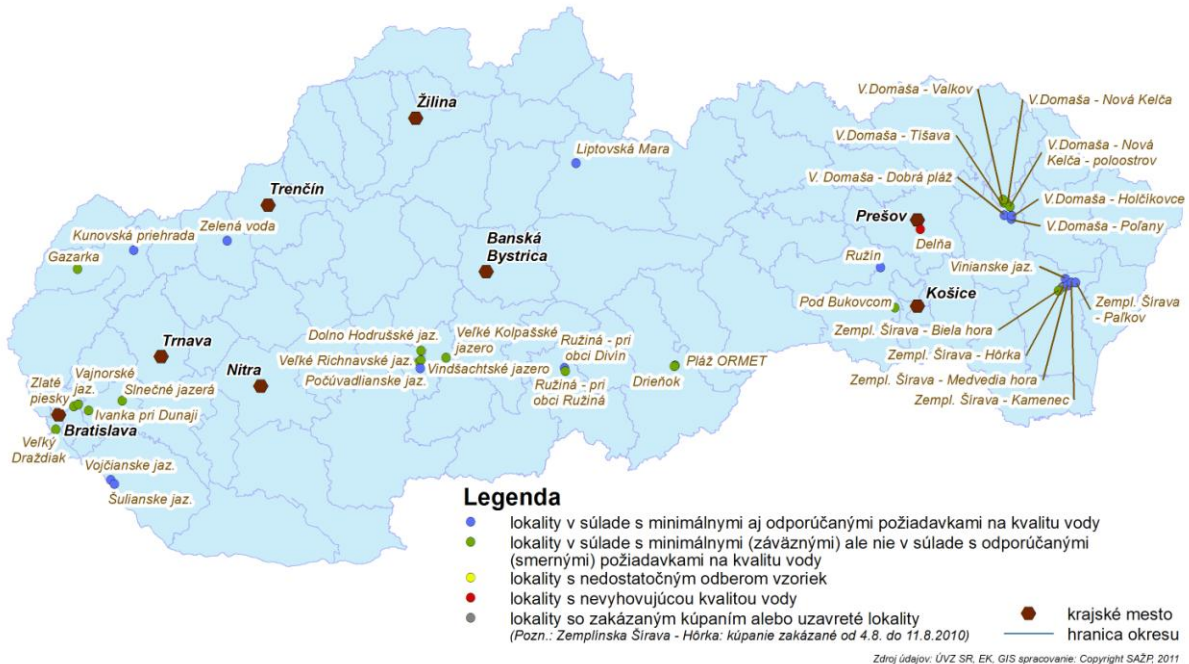 V.Domaša - Valkov
V.Domaša - Nová Kelča
Žilina
V.Domaša - Tíšava
V.Domaša - Nová
Kelča - poloostrov
Liptovská Mara
V. Domaša - Dobrá pláž
Trenčín
V.Domaša - Holčíkovce
Prešov
V.Domaša - Poľany
Zelená voda
Kunovská priehrada
Delňa
Banská
Bystrica
Gazarka
Ružín
Vinianske jaz.
Košice
Pod Bukovcom
Zempl. Šírava
- Paľkov
Zempl. Šírava - Biela hora
Zempl. Šírava - Hôrka
Zempl. Šírava - Medvedia hora
Zempl. Šírava - Kamenec
Trnava
Nitra
Dolno Hodrušské jaz.
Veľké Kolpašské
jazero
Veľké Richnavské jaz.
Vindšachtské jazero
Počúvadlianske jaz.
Ružiná - pri
obci Divín
Ružiná - pri
obci Ružiná
Drieňok
Pláž ORMET
Zlaté
piesky
Vajnorské
jaz.
Slnečné jazerá
Ivanka pri Dunaji
Bratislava
Veľký
Draždiak
Vojčianske jaz.
Šulianske jaz.
Legenda
lokality v súlade s minimálnymi aj odporúčanými požiadavkami na kvalitu vody
lokality v súlade s minimálnymi (záväznými) ale nie v súlade s odporúčanými
(smernými) požiadavkami na kvalitu vody
lokality s nedostatočným odberom vzoriek
lokality s nevyhovujúcou kvalitou vody
lokality so zakázaným kúpaním alebo uzavreté lokality
(Pozn.: Zemplínska Šírava - Hôrka: kúpanie zakázané od 4.8. do 11.8.2010)
krajské mesto
hranica okresu
Zdroj údajov: ÚVZ SR, EK, GIS spracovanie: Copyright SAŽP, 2011